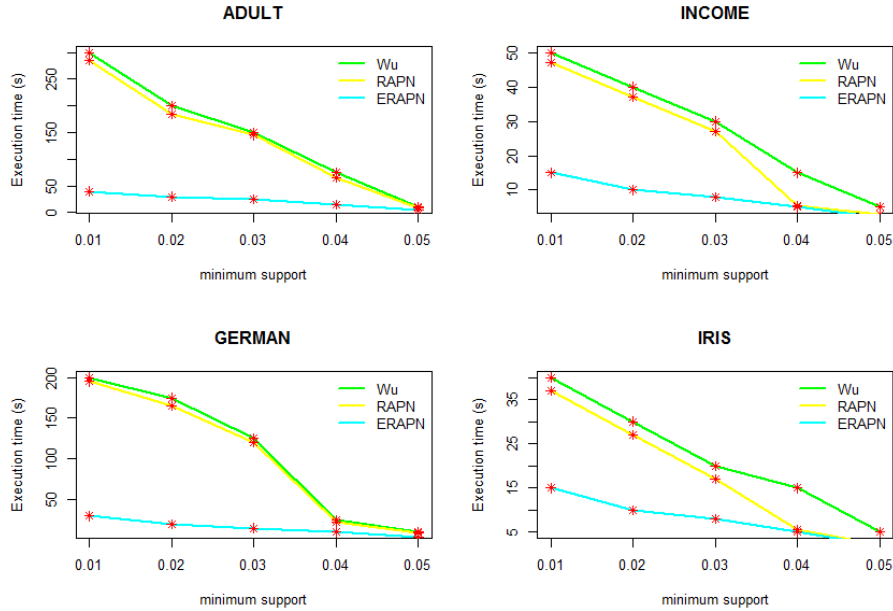 ADULT
Execution time (s)
250
150
50
0
Wu
RAPN
ERAPN
0.01 0.02 0.03 0.04 0.05
minimum support
INCOME
Execution time (s)
50
40
30
20
10
Wu
RAPN
ERAPN
0.01 0.02 0.03 0.04 0.05
minimum support
GERMAN
Execution time (s)
200
150
100
50
Wu
RAPN
ERAPN
0.01 0.02 0.03 0.04 0.05
minimum support
IRIS
Execution time (s)
35
25
15
5
Wu
RAPN
ERAPN
0.01 0.02 0.03 0.04 0.05
minimum support